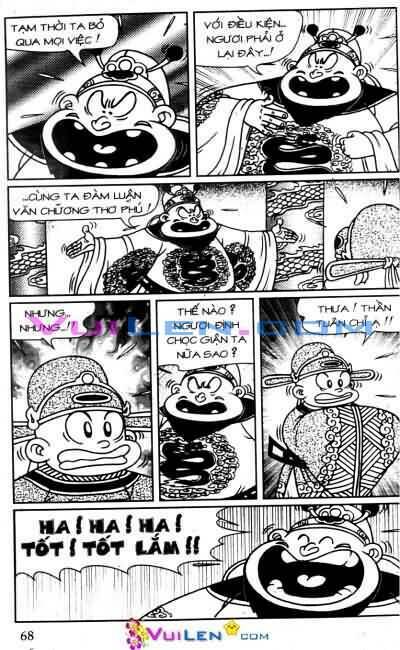 TẠM THỜI TA BỎ
QUA MỌI VIỆC !
VỚI ĐIỀU KIỆN...
NGƯƠI PHẢI Ở
LẠI ĐÂY...!
...CÙNG TA ĐÀM LUẬN
VĂN CHƯƠNG THƠ PHÚ !
NHƯNG...
NHƯNG...!
THẾ NÀO ?
NGƯƠI ĐỊNH
CHỌC GIẬN TA
NỮA SAO ?
THƯA ! THẦN
TUÂN CHỈ Ạ !!
VUILEN.COM
HA ! HA ! HA !
TỐT ! TỐT LẮM !!
68
VUILEN.COM